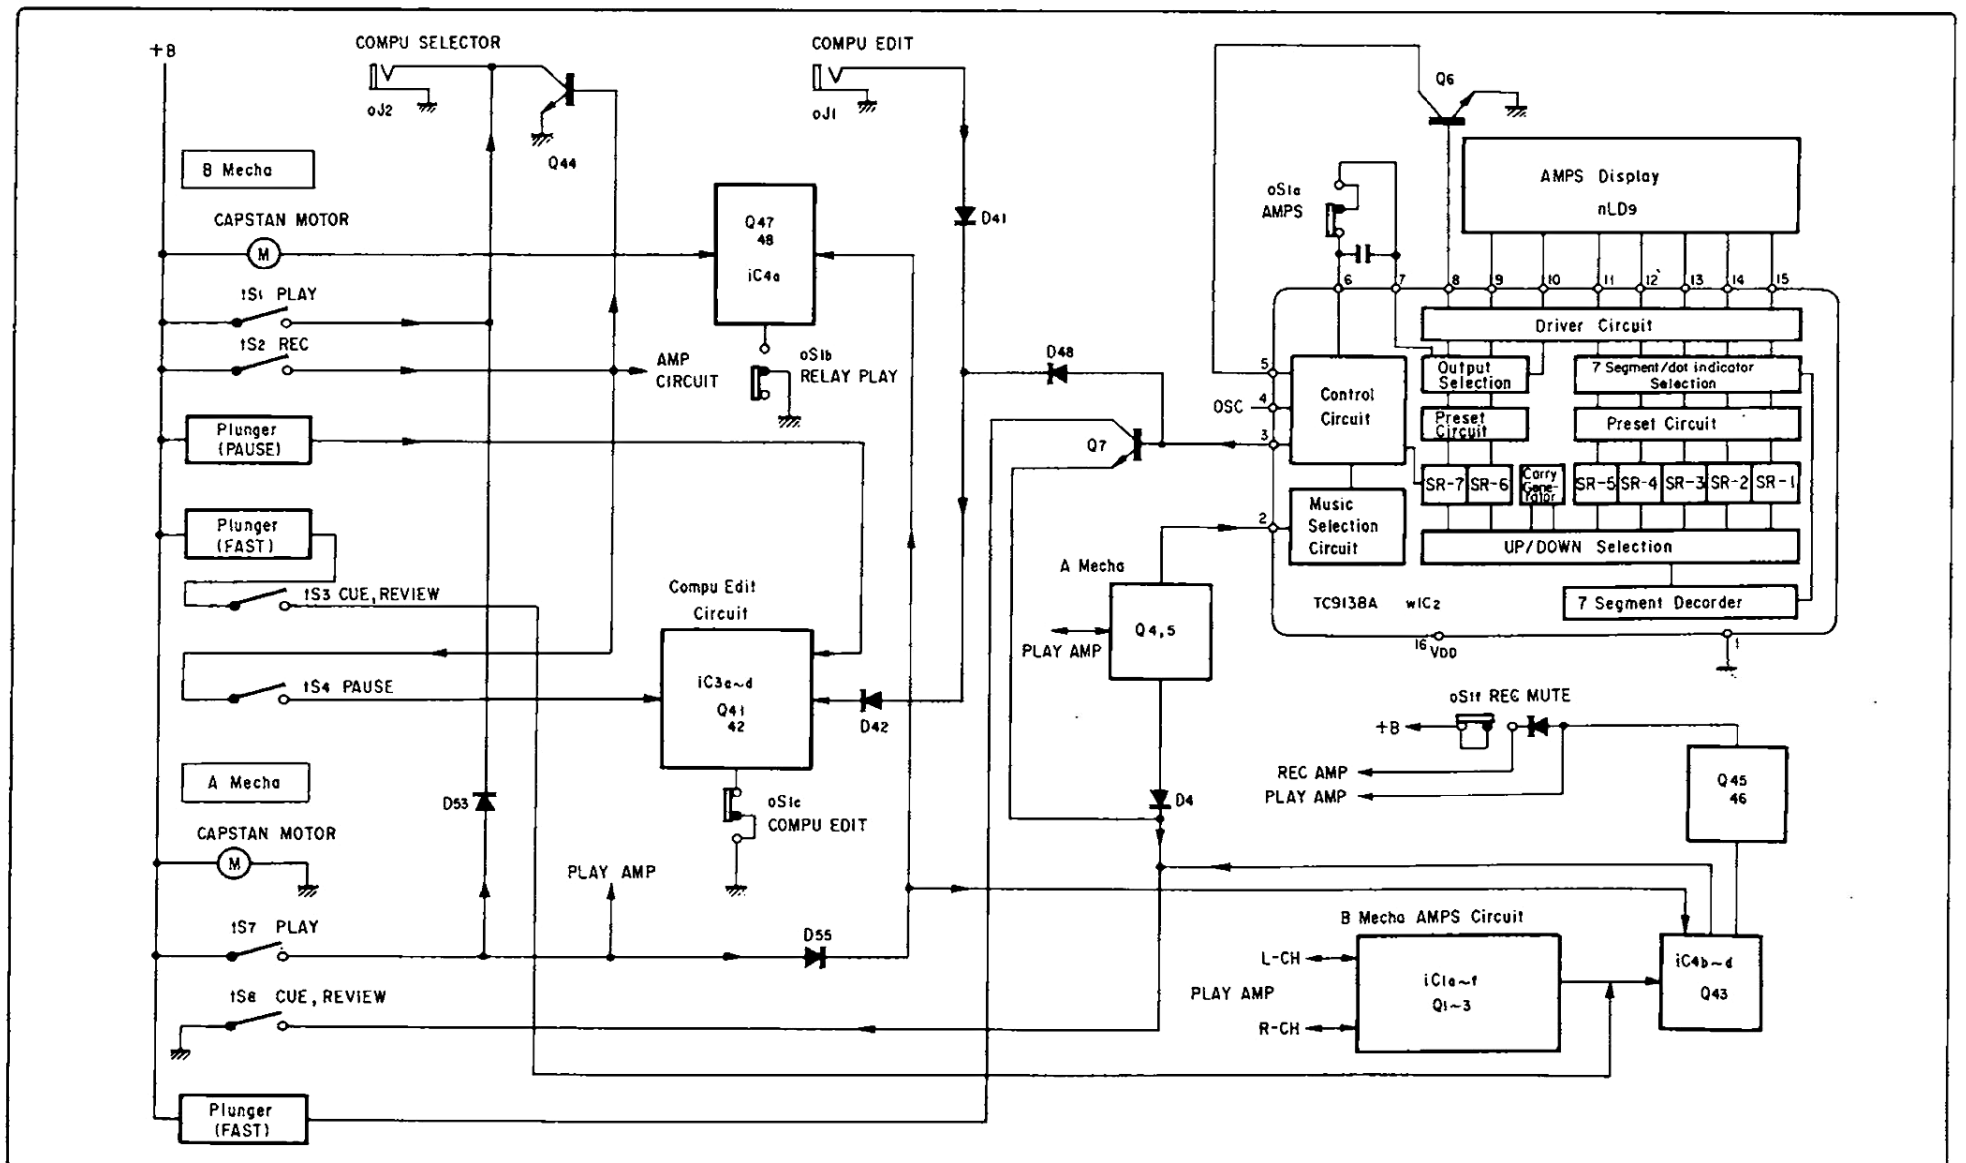 +B
COMPU SELECTOR
oJ2
Q44
COMPU EDIT
oJ1
B Mecha
CAPSTAN MOTOR
M
tS1 PLAY
tS2 REC
AMP
CIRCUIT
Q47
48
iC4a
oS1b
RELAY PLAY
D41
D48
Q7
Plunger
(PAUSE)
Plunger
(FAST)
tS3 CUE, REVIEW
tS4 PAUSE
Compu Edit
Circuit
iC3a~d
Q41
42
D42
oS1c
COMPU EDIT
A Mecha
CAPSTAN MOTOR
M
D53
PLAY AMP
tS7 PLAY
D55
tS8 CUE, REVIEW
Plunger
(FAST)
Q6
oS1a
AMPS
AMPS Display
nLD9
6
7
8
9
10
11
12
13
14
15
Driver Circuit
5
OSC
4
3
2
Control
Circuit
Output
Selection
7 Segment/dot indicator
Selection
Preset
Circuit
Preset Circuit
SR-7
SR-6
Carry
Gene-
rator
SR-5
SR-4
SR-3
SR-2
SR-1
Music
Selection
Circuit
UP/DOWN Selection
TC9138A wIC2
7 Segment Decorder
16 VDD
1
A Mecha
Q4,5
PLAY AMP
D4
oS1f REC MUTE
+B
REC AMP
PLAY AMP
Q45
46
B Mecha AMPS Circuit
L-CH
PLAY AMP
R-CH
iC1a~f
Q1~3
iC4b~d
Q43